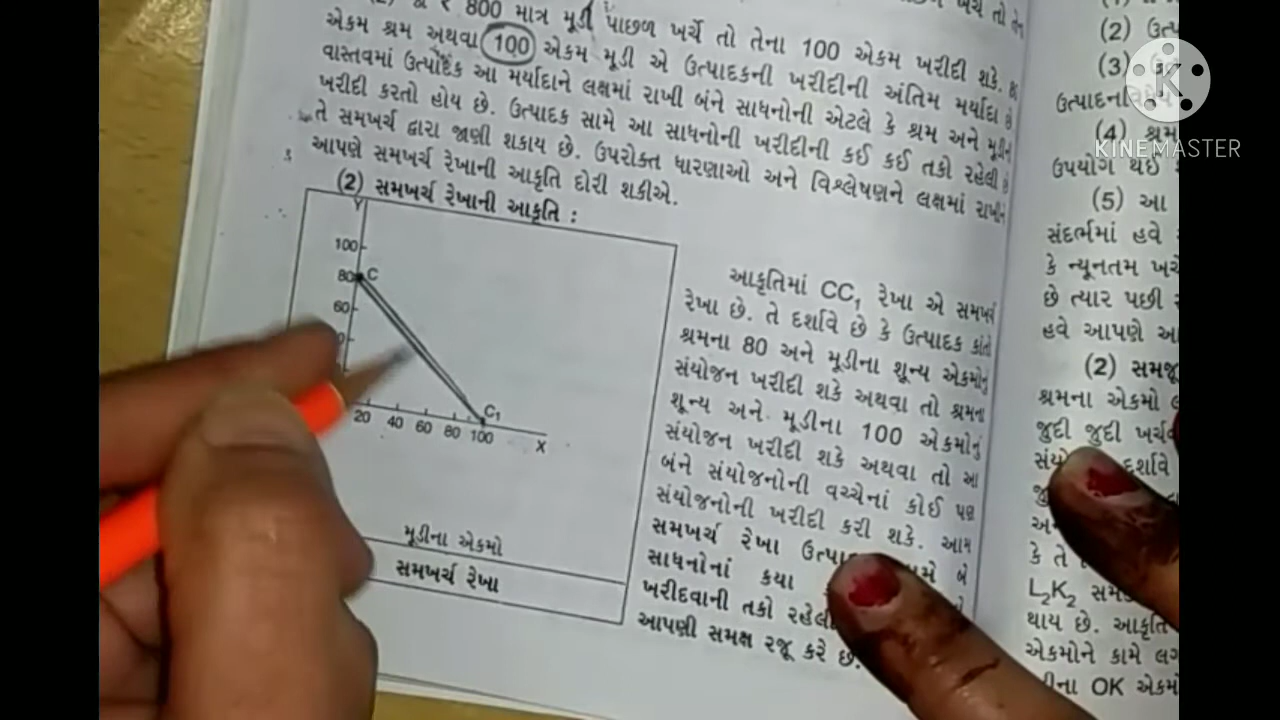 800 માત્ર મૂડી પાછળ ખર્ચે તો તેના 100 એકમ ખરીદી શકે.
એકમ શ્રમ અથવા 100 એકમ મૂડી એ ઉત્પાદકની ખરીદીની અંતિમ મર્યાદા છે
વાસ્તવમાં ઉત્પાદક આ મર્યાદાને લક્ષમાં રાખી બંને સાધનોની એટલે કે શ્રમ અને મૂડીની
ખરીદી કરતો હોય છે. ઉત્પાદક સામે આ સાધનોની ખરીદીની કઈ કઈ તકો રહેલી છે
તે સમખર્ચ દ્વારા જાણી શકાય છે. ઉપરોક્ત ધારણાઓ અને વિશ્લેષણને લક્ષમાં રાખીને
આપણે સમખર્ચ રેખાની આકૃતિ દોરી શકીએ.
(2) સમખર્ચ રેખાની આકૃતિ :
Y
100
80 C
60
C₁
20 40 60 80 100
X
મૂડીના એકમો
સમખર્ચ રેખા
આકૃતિમાં CC₁ રેખા એ સમખર્ચ
રેખા છે. તે દર્શાવે છે કે ઉત્પાદક કાંતો
શ્રમના 80 અને મૂડીના શૂન્ય એકમોનું
સંયોજન ખરીદી શકે અથવા તો શ્રમના
શૂન્ય અને મૂડીના 100 એકમોનું
સંયોજન ખરીદી શકે અથવા તો આ
બંને સંયોજનોની વચ્ચેનાં કોઈ પણ
સંયોજનોની ખરીદી કરી શકે. આમ
સમખર્ચ રેખા બે
સાધનોનાં કયા
ખરીદવાની તકો રહેલી
આપણી સમક્ષ રજૂ કરે છે.
(2)
(3)
(4) શ્રમ
ઉપયોગ થઈ
(5) આ
સંદર્ભમાં હવે
કે ન્યૂનતમ ખર્ચે
છે ત્યાર પછી
હવે આપણે
(2) સમજૂ
શ્રમના એકમો
જુદી જુદી
દર્શાવે
કે તે
L₂K₂
થાય છે. આકૃતિ
એકમોને કામે લગ
OK એકમો
KINEMASTER